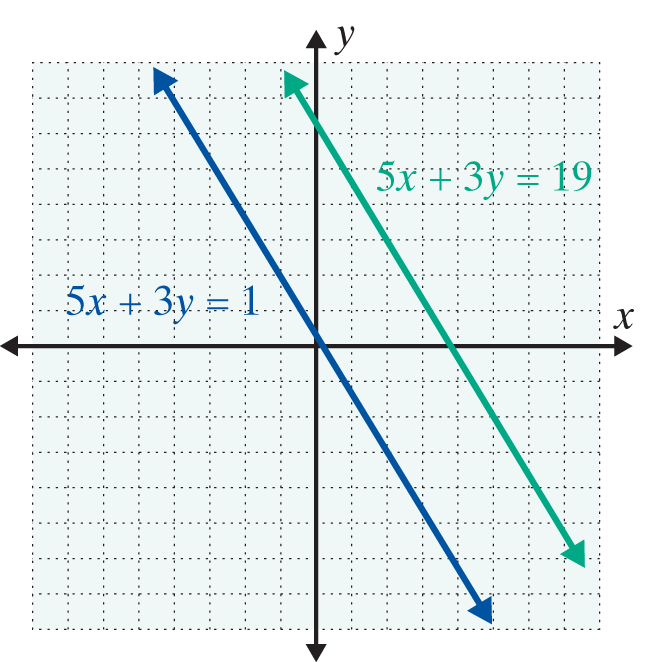 y
5x + 3y = 19
5x + 3y = 1
x